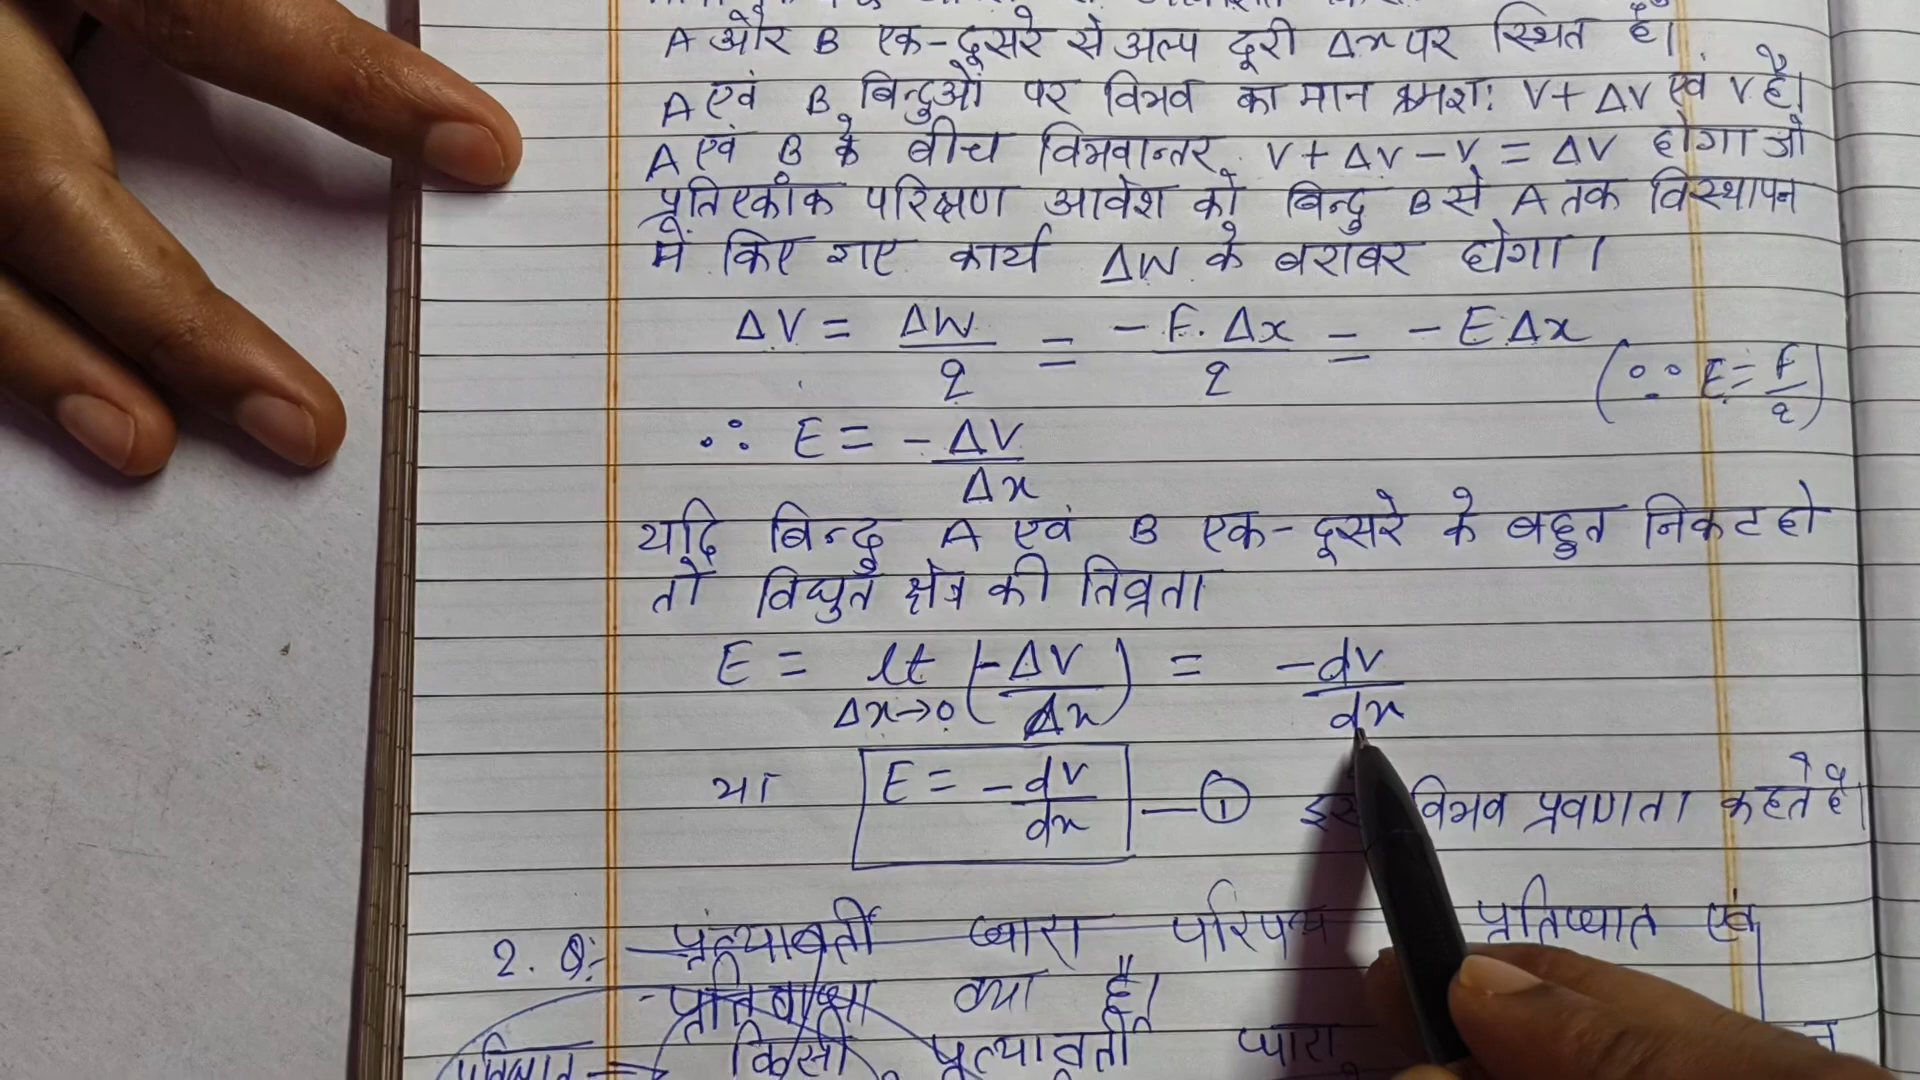 A और B एक-दूसरे से अल्प दूरी Δx पर स्थित है।
A एवं B बिन्दुओं पर विभव का मान क्रमश: V + ΔV एवं V है।
A एवं B के बीच विभवान्तर V + ΔV - V = ΔV होगा जो
प्रति एकांक परिक्षण आवेश को बिन्दु B से A तक विस्थापन
में किए गए कार्य ΔW के बराबर होगा।
ΔV = ΔW/q = -F.Δx/q = -EΔx (∵ E = F/q)
∴ E = -ΔV/Δx
यदि बिन्दु A एवं B एक-दूसरे के बहुत निकट हो
तो विद्युत क्षेत्र की तिव्रता
E = lt Δx→0 (-ΔV/Δx) = -dV/dx
या E = -dV/dx — ① विभव प्रवणता कहते है।
2. Q:- प्रत्यावर्ती परिपथ एवं
क्या है।
किसी प्रत्यावर्ती